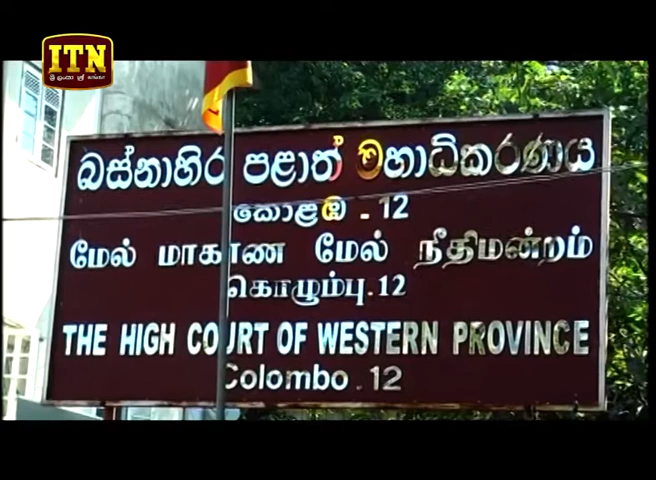 ITN
බස්නාහිර පළාත් මහාධිකරණය
කොළඹ . 12
மேல் மாகாண மேல் நீதிமன்றம்
கொழும்பு . 12
THE HIGH COURT OF WESTERN PROVINCE
Colombo . 12